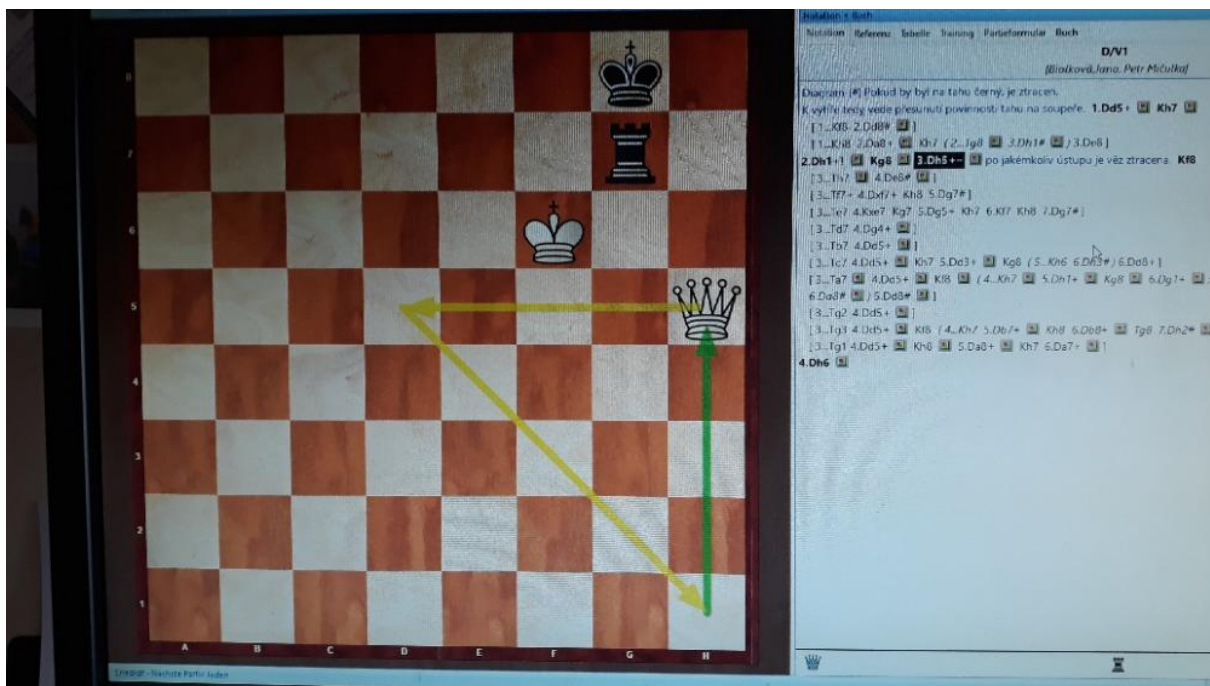 Notation + Buch
Notation Referenz Tabelle Training Partieformular Buch
D/V1
[Bialková,Jana. Petr Mičulka]
Diagram [#] Pokud by byl na tahu černý, je ztracen.
K výhře tedy vede přesunutí povinnosti tahu na soupeře. 1.Dd5+ Kh7
[ 1...Kf8 2.Dd8# ]
[ 1...Kh8 2.Da8+ Kh7 ( 2...Tg8 3.Dh1# ) 3.De8 ]
2.Dh1+! Kg8 3.Dh5+- po jakémkoliv ústupu je věž ztracena. Kf8
[ 3...Th7 4.De8# ]
[ 3...Tf7+ 4.Dxf7+ Kh8 5.Dg7# ]
[ 3...Te7 4.Kxe7 Kg7 5.Dg5+ Kh7 6.Kf7 Kh8 7.Dg7# ]
[ 3...Td7 4.Dg4+ ]
[ 3...Tb7 4.Dd5+ ]
[ 3...Tc7 4.Dd5+ Kh7 5.Dd3+ Kg8 ( 5...Kh6 6.Dh3# ) 6.Dd8+ ]
[ 3...Ta7 4.Dd5+ Kf8 ( 4...Kh7 5.Dh1+ Kg8 6.Dg1+
6.Da8# ) 5.Dd8# ]
[ 3...Tg2 4.Dd5+ ]
[ 3...Tg3 4.Dd5+ Kf8 ( 4...Kh7 5.Db7+ Kh8 6.Db8+ Tg8 7.Dh2#
[ 3...Tg1 4.Dd5+ Kh8 5.Da8+ Kh7 6.Da7+ ]
4.Dh6
8
7
6
5
4
3
2
1
A B C D E F G H
Nächste Partie laden